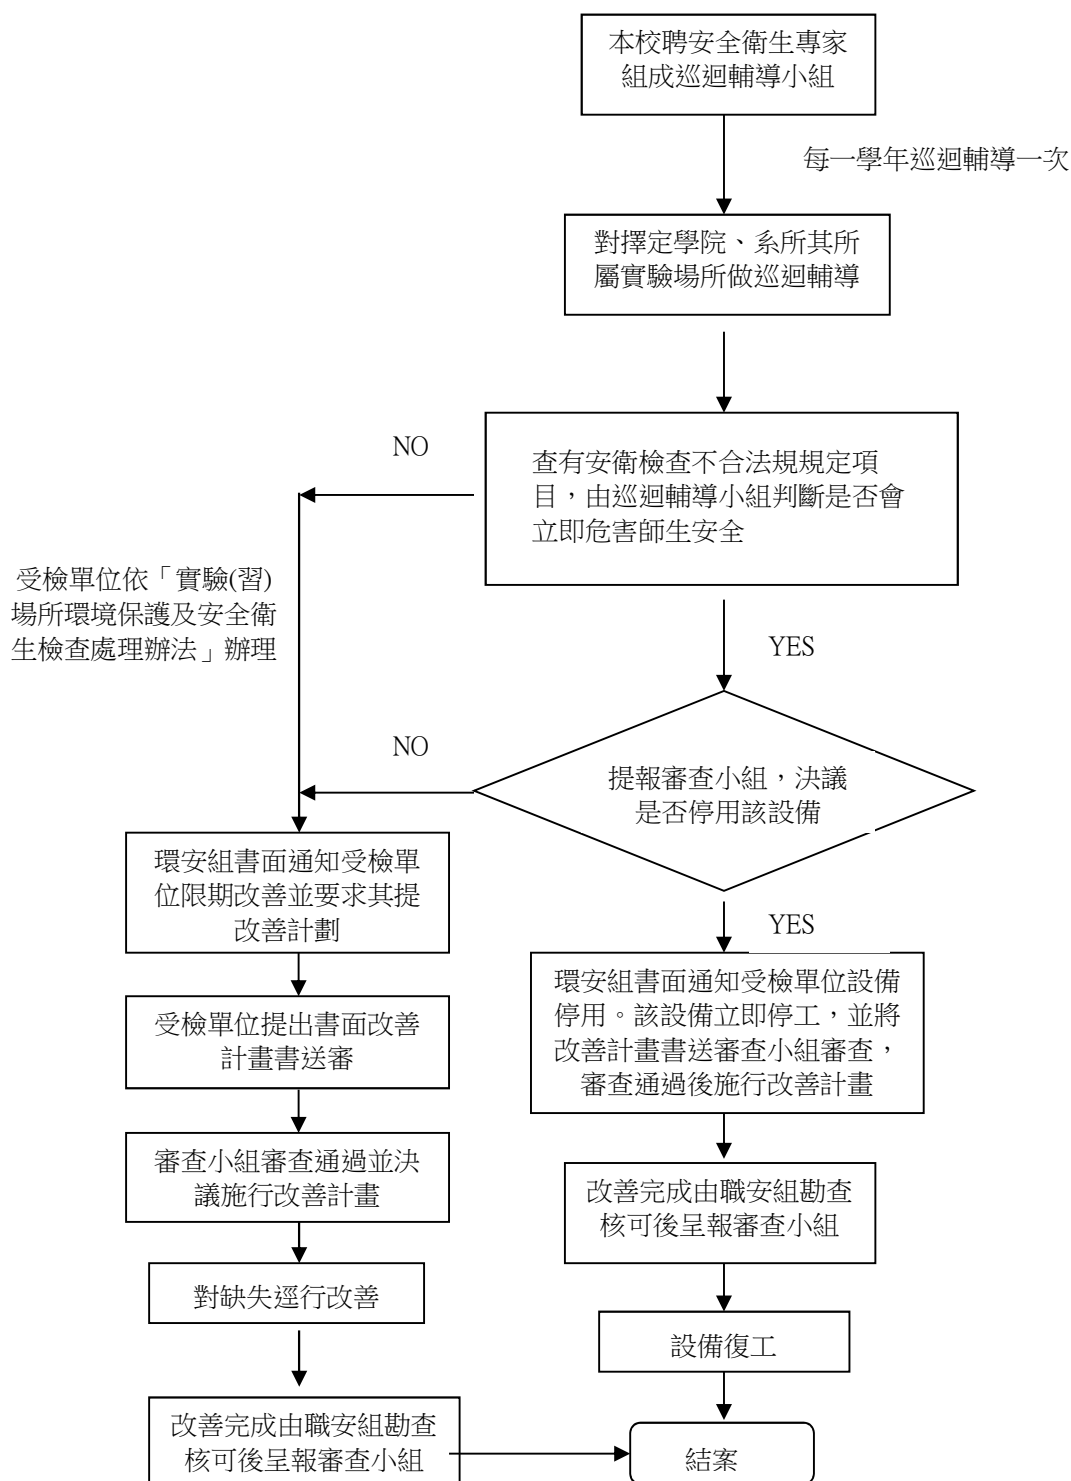 本校聘安全衛生專家
組成巡迴輔導小組
每一學年巡迴輔導一次
對擇定學院、系所其所
屬實驗場所做巡迴輔導
NO
查有安衛檢查不合法規規定項
目，由巡迴輔導小組判斷是否會
立即危害師生安全
受檢單位依「實驗(習)
場所環境保護及安全衛
生檢查處理辦法」辦理
YES
NO
提報審查小組，決議
是否停用該設備
環安組書面通知受檢單
位限期改善並要求其提
改善計劃
YES
環安組書面通知受檢單位設備
停用。該設備立即停工，並將
改善計畫書送審查小組審查，
審查通過後施行改善計畫
受檢單位提出書面改善
計畫書送審
審查小組審查通過並決
議施行改善計畫
改善完成由職安組勘查
核可後呈報審查小組
對缺失逕行改善
設備復工
改善完成由職安組勘查
核可後呈報審查小組
結案